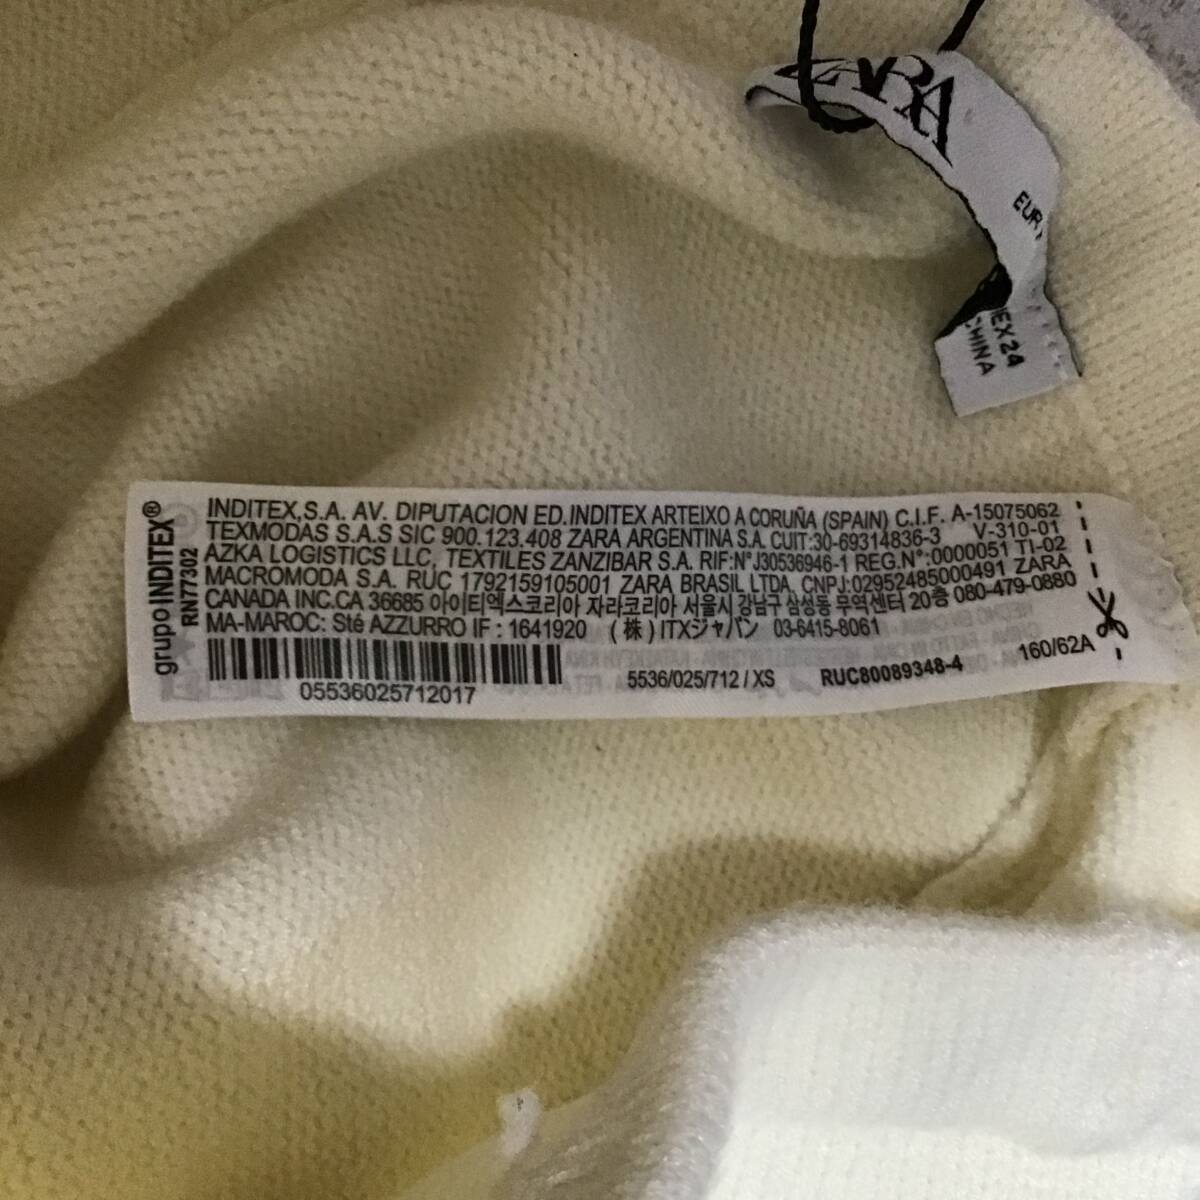 ZARA
EUR
MEX 24
CHINA
grupo INDITEX®
RN77302
INDITEX,S.A. AV. DIPUTACION ED.INDITEX ARTEIXO A CORUÑA (SPAIN) C.I.F. A-15075062
TEXMODAS S.A.S SIC 900.123.408 ZARA ARGENTINA S.A. CUIT:30-69314836-3 V-310-01
AZKA LOGISTICS LLC, TEXTILES ZANZIBAR S.A. RIF:N°J30536946-1 REG.N°:0000051 TI-02
MACROMODA S.A. RUC 1792159105001 ZARA BRASIL LTDA, CNPJ:02952485000491 ZARA
CANADA INC.CA 36685 아이티엑스코리아 자라코리아 서울시 강남구 삼성동 무역센터 20층 080-479-0880
MA-MAROC: Sté AZZURRO IF : 1641920 (株) ITXジャパン 03-6415-8061
05536025712017
5536/025/712 / XS
RUC80089348-4
160/62A